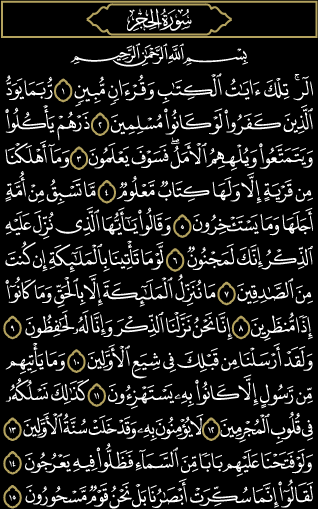 سُورَةُ الحِجْرِ
بِسْمِ اللَّهِ الرَّحْمَٰنِ الرَّحِيمِ
الٓرۚ تِلْكَ ءَايَٰتُ ٱلْكِتَٰبِ وَقُرْءَانٍ مُّبِينٍ ١ رُّبَمَا يَوَدُّ
ٱلَّذِينَ كَفَرُوا۟ لَوْ كَانُوا۟ مُسْلِمِينَ ٢ ذَرْهُمْ يَأْكُلُوا۟
وَيَتَمَتَّعُوا۟ وَيُلْهِهِمُ ٱلْأَمَلُ ۖ فَسَوْفَ يَعْلَمُونَ ٣ وَمَآ أَهْلَكْنَا
مِن قَرْيَةٍ إِلَّا وَلَهَا كِتَابٌ مَّعْلُومٌ ٤ مَّا تَسْبِقُ مِنْ أُمَّةٍ
أَجَلَهَا وَمَا يَسْتَـْٔخِرُونَ ٥ وَقَالُوا۟ يَٰٓأَيُّهَا ٱلَّذِى نُزِّلَ عَلَيْهِ
ٱلذِّكْرُ إِنَّكَ لَمَجْنُونٌ ٦ لَّوْ مَا تَأْتِينَا بِٱلْمَلَٰٓئِكَةِ إِن كُنتَ
مِنَ ٱلصَّٰدِقِينَ ٧ مَا نُنَزِّلُ ٱلْمَلَٰٓئِكَةَ إِلَّا بِٱلْحَقِّ وَمَا كَانُوٓا۟
إِذًا مُّنظَرِينَ ٨ إِنَّا نَحْنُ نَزَّلْنَا ٱلذِّكْرَ وَإِنَّا لَهُۥ لَحَٰفِظُونَ ٩
وَلَقَدْ أَرْسَلْنَا مِن قَبْلِكَ فِى شِيَعِ ٱلْأَوَّلِينَ ١٠ وَمَا يَأْتِيهِم
مِّن رَّسُولٍ إِلَّا كَانُوا۟ بِهِۦ يَسْتَهْزِءُونَ ١١ كَذَٰلِكَ نَسْلُكُهُۥ
فِى قُلُوبِ ٱلْمُجْرِمِينَ ١٢ لَا يُؤْمِنُونَ بِهِۦ وَقَدْ خَلَتْ سُنَّةُ ٱلْأَوَّلِينَ ١٣
وَلَوْ فَتَحْنَا عَلَيْهِم بَابًا مِّنَ ٱلسَّمَآءِ فَظَلُّوا۟ فِيهِ يَعْرُجُونَ ١٤
لَقَالُوٓا۟ إِنَّمَا سُكِّرَتْ أَبْصَٰرُنَا بَلْ نَحْنُ قَوْمٌ مَّسْحُورُونَ ١٥